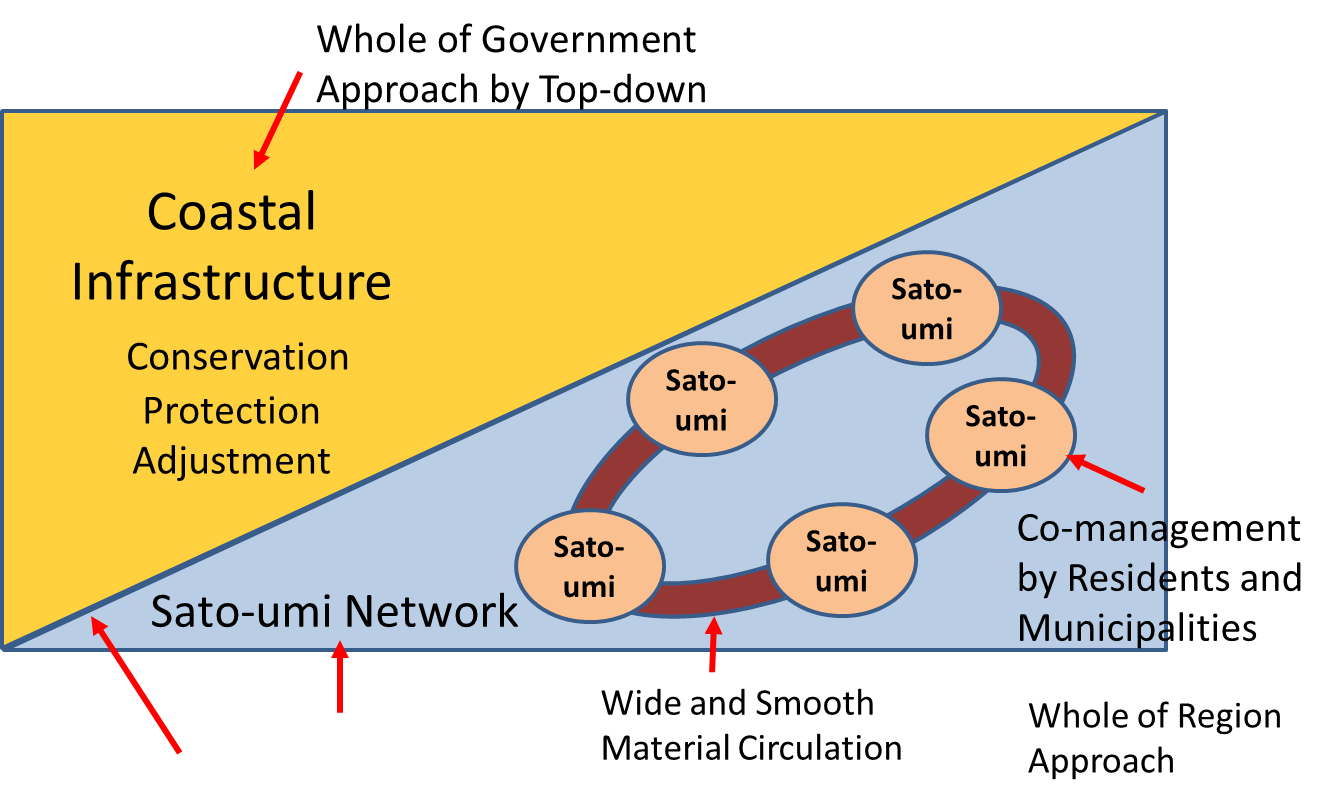 Whole of Government
Approach by Top-down
Coastal
Infrastructure
Conservation
Protection
Adjustment
Sato-
umi
Sato-
umi
Sato-
umi
Sato-
umi
Sato-
umi
Sato-umi Network
Co-management
by Residents and
Municipalities
Wide and Smooth
Material Circulation
Whole of Region
Approach